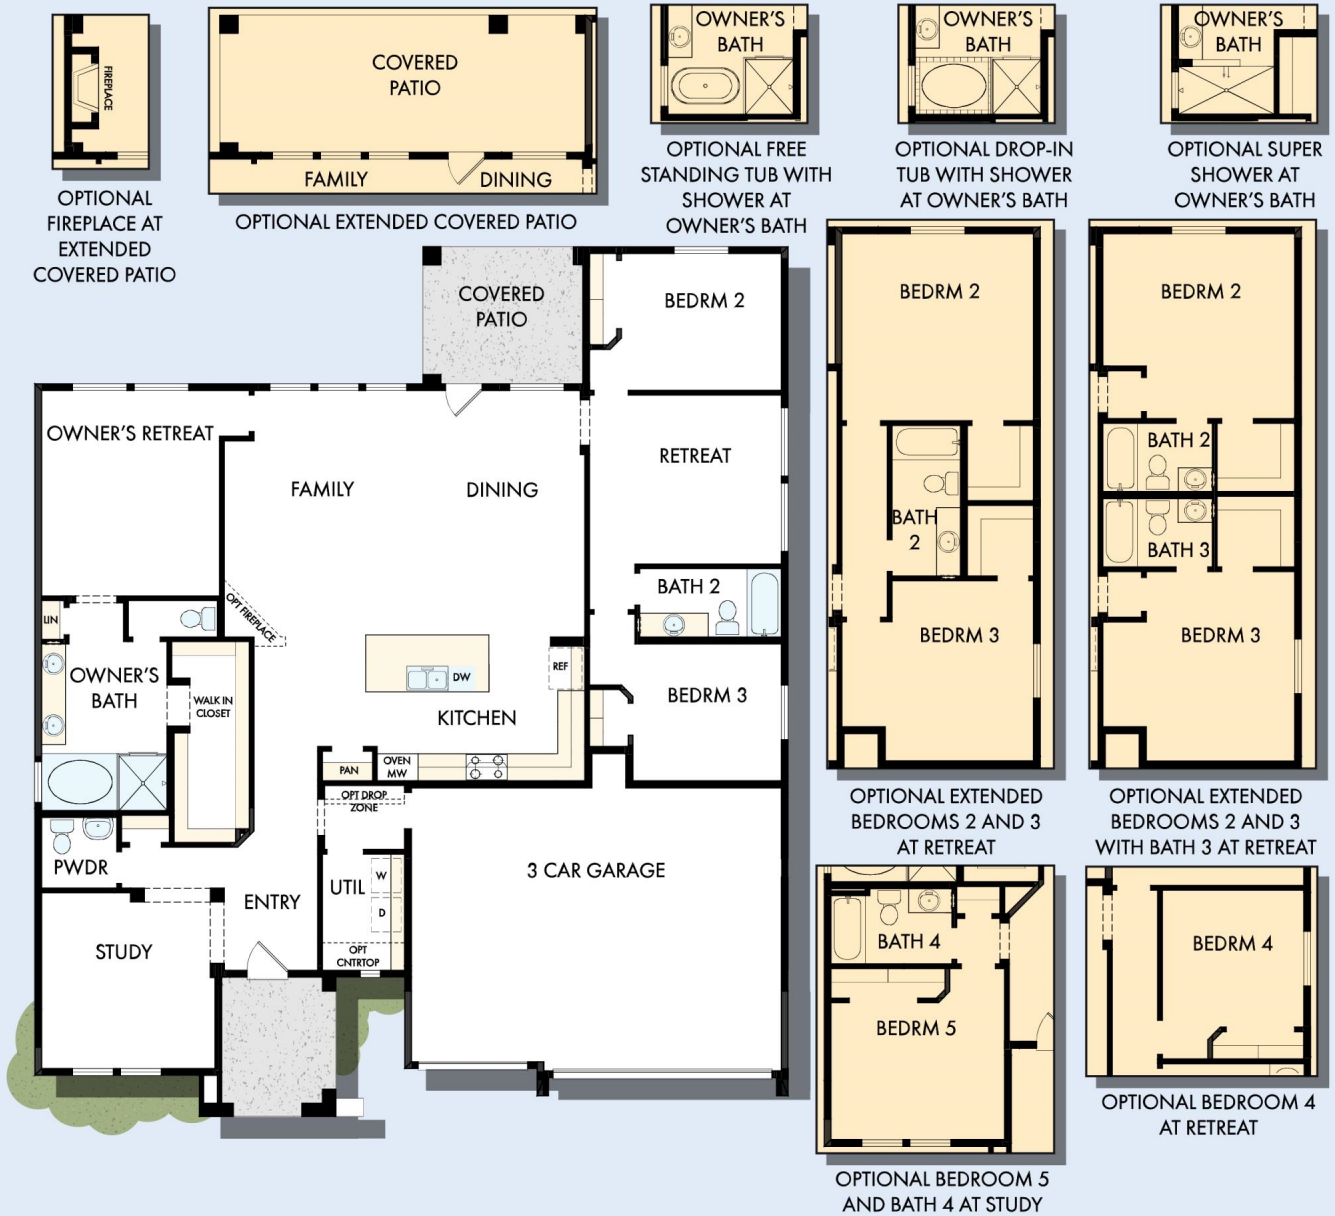 FIREPLACE
OPTIONAL
FIREPLACE AT
EXTENDED
COVERED PATIO
COVERED
PATIO
FAMILY
DINING
OPTIONAL EXTENDED COVERED PATIO
OWNER'S
BATH
OPTIONAL FREE
STANDING TUB WITH
SHOWER AT
OWNER'S BATH
OWNER'S
BATH
OPTIONAL DROP-IN
TUB WITH SHOWER
AT OWNER'S BATH
OWNER'S
BATH
OPTIONAL SUPER
SHOWER AT
OWNER'S BATH
COVERED
PATIO
BEDRM 2
OWNER'S RETREAT
FAMILY
DINING
RETREAT
OPT FIREPLACE
BATH 2
LIN
OWNER'S
BATH
WALK IN
CLOSET
DW
REF
KITCHEN
BEDRM 3
PAN
OVEN
MW
OPT DROP
ZONE
PWDR
ENTRY
UTIL
W
D
3 CAR GARAGE
STUDY
OPT
CNTRTOP
BEDRM 2
BATH
2
BEDRM 3
OPTIONAL EXTENDED
BEDROOMS 2 AND 3
AT RETREAT
BEDRM 2
BATH 2
BATH 3
BEDRM 3
OPTIONAL EXTENDED
BEDROOMS 2 AND 3
WITH BATH 3 AT RETREAT
BATH 4
BEDRM 5
OPTIONAL BEDROOM 5
AND BATH 4 AT STUDY
BEDRM 4
OPTIONAL BEDROOM 4
AT RETREAT